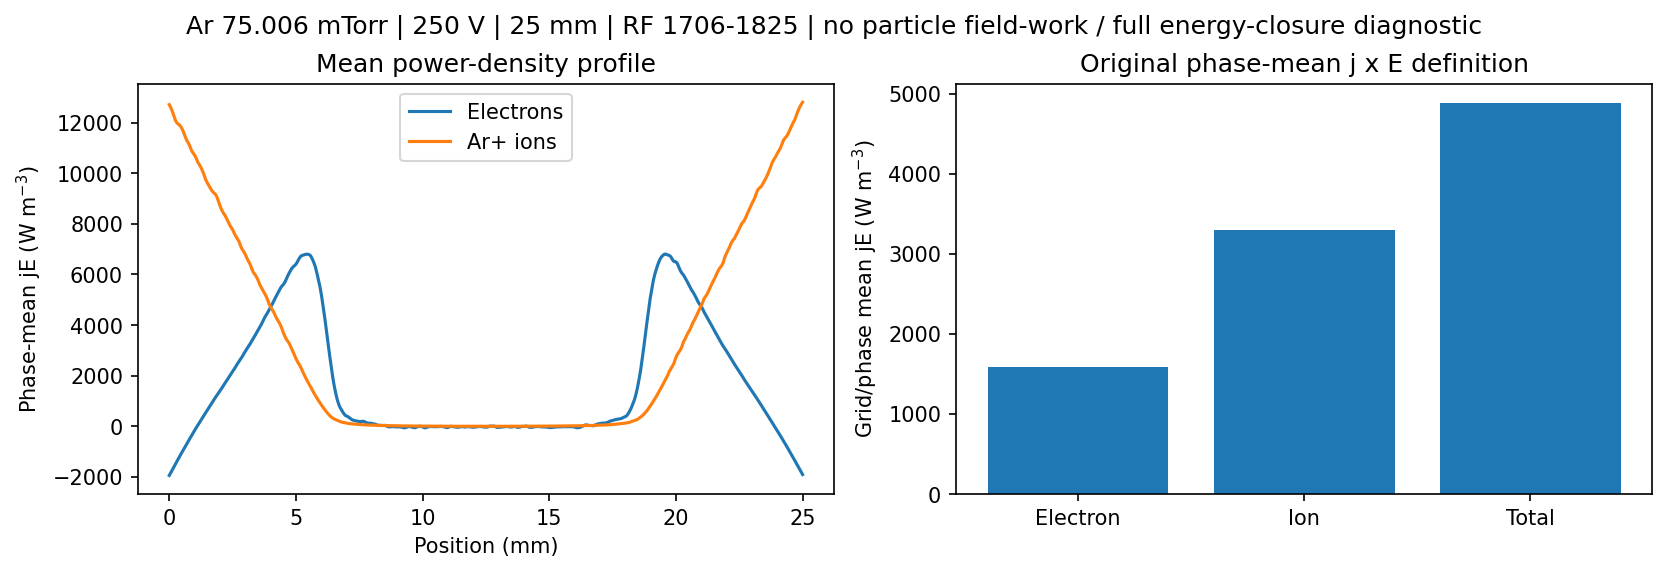 Ar 75.006 mTorr | 250 V | 25 mm | RF 1706-1825 | no particle field-work / full energy-closure diagnostic
Mean power-density profile
Phase-mean jE (W m⁻³)
12000
10000
8000
6000
4000
2000
0
−2000
Electrons
Ar+ ions
0 5 10 15 20 25
Position (mm)
Original phase-mean j x E definition
Grid/phase mean jE (W m⁻³)
5000
4000
3000
2000
1000
0
Electron Ion Total